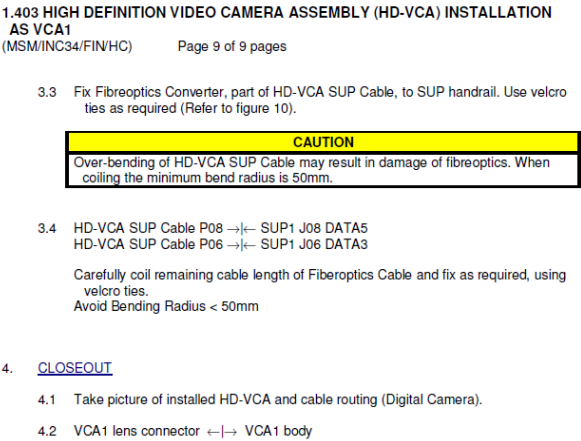 1.403 HIGH DEFINITION VIDEO CAMERA ASSEMBLY (HD-VCA) INSTALLATION
AS VCA1
(MSM/INC34/FIN/HC) Page 9 of 9 pages
3.3 Fix Fibreoptics Converter, part of HD-VCA SUP Cable, to SUP handrail. Use velcro
ties as required (Refer to figure 10).
CAUTION
Over-bending of HD-VCA SUP Cable may result in damage of fibreoptics. When
coiling the minimum bend radius is 50mm.
3.4 HD-VCA SUP Cable P08 →|← SUP1 J08 DATA5
HD-VCA SUP Cable P06 →|← SUP1 J06 DATA3
Carefully coil remaining cable length of Fiberoptics Cable and fix as required, using
velcro ties.
Avoid Bending Radius < 50mm
4. CLOSEOUT
4.1 Take picture of installed HD-VCA and cable routing (Digital Camera).
4.2 VCA1 lens connector ←|→ VCA1 body